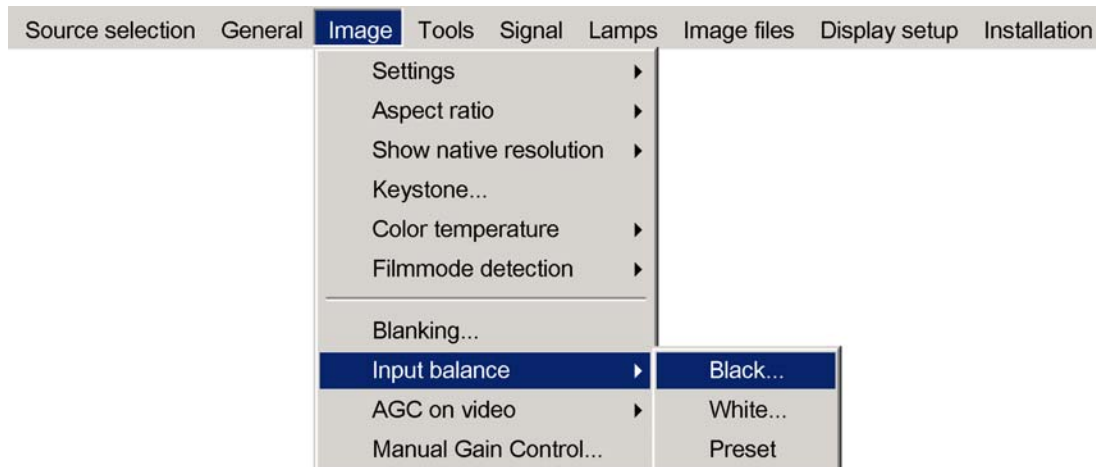 Source selection General Image Tools Signal Lamps Image files Display setup Installation
Settings
Aspect ratio
Show native resolution
Keystone...
Color temperature
Filmmode detection
Blanking...
Input balance Black...
AGC on video White...
Manual Gain Control... Preset